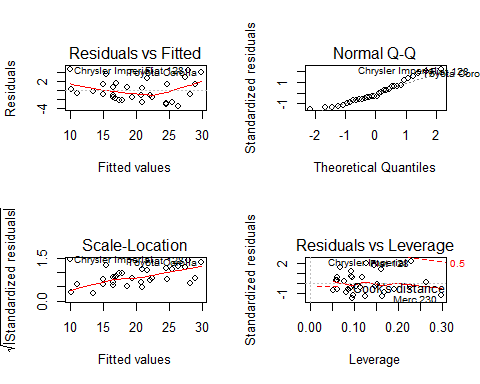 Residuals vs Fitted
Residuals
-4
0
2
Chrysler Imperial
Fiat 128
Toyota Corolla
10
15
20
25
30
Fitted values
Normal Q-Q
Standardized residuals
-1
1
2
Chrysler Imperial
Fiat 128
Toyota Coro
-2
-1
0
1
2
Theoretical Quantiles
Scale-Location
√|Standardized residuals|
0.0
1.5
Chrysler Imperial
Fiat 128
Toyota Corolla
10
15
20
25
30
Fitted values
Residuals vs Leverage
Standardized residuals
-1
1
2
Chrysler Imperial
Fiat 128
Cook's distance
Merc 230
0.5
0.00
0.10
0.20
0.30
Leverage